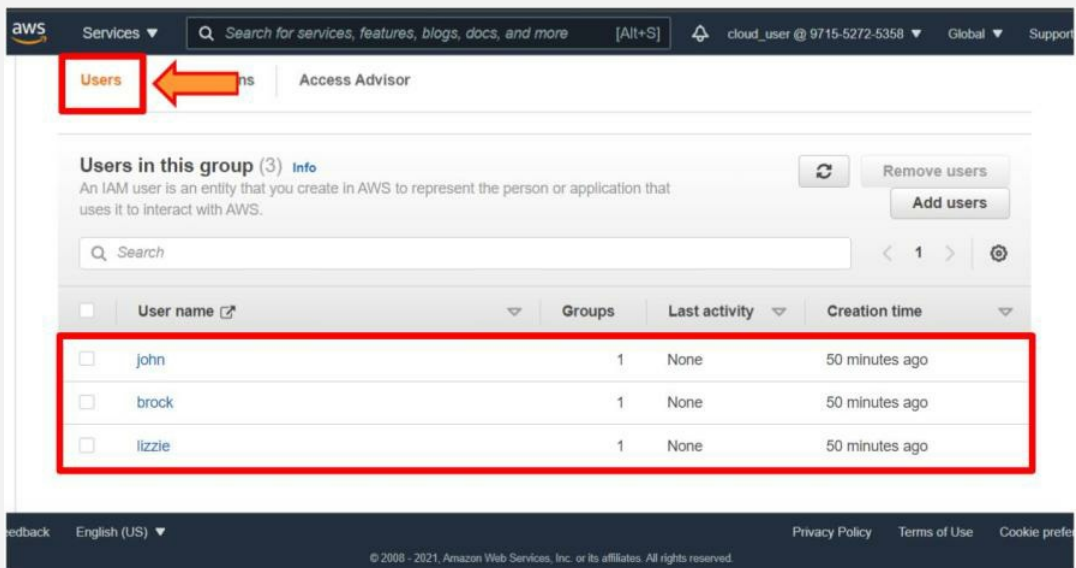 aws Services ▼ Search for services, features, blogs, docs, and more [Alt+S] cloud_user @ 9715-5272-5358 ▼ Global ▼ Support
Users ns Access Advisor
Users in this group (3) Info
Remove users
An IAM user is an entity that you create in AWS to represent the person or application that
uses it to interact with AWS.
Add users
Search
< 1 >
User name Groups Last activity Creation time
john 1 None 50 minutes ago
brock 1 None 50 minutes ago
lizzie 1 None 50 minutes ago
edback English (US) ▼ Privacy Policy Terms of Use Cookie prefer
© 2008 - 2021, Amazon Web Services, Inc. or its affiliates. All rights reserved.